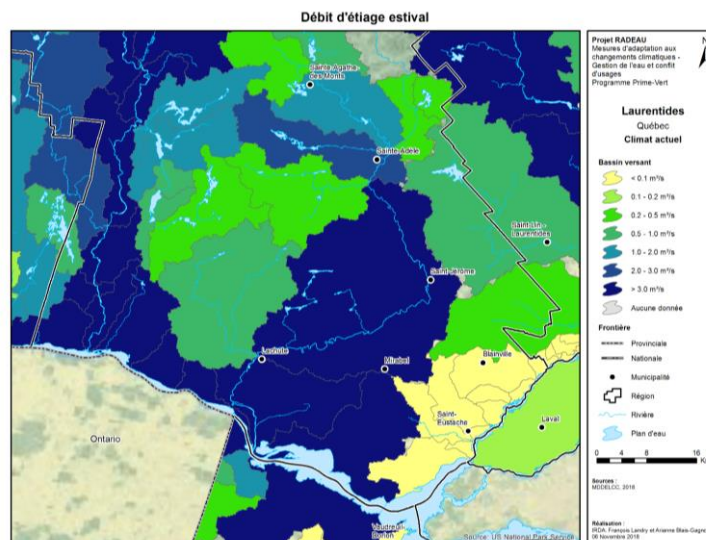 Débit d'étiage estival
Projet RADEAU
Mesures d'adaptation aux
changements climatiques -
Gestion de l'eau et conflit
d'usages
Programme Prime-Vert
N
Laurentides
Québec
Climat actuel
Bassin versant
< 0.1 m³/s
0.1 - 0.2 m³/s
0.2 - 0.5 m³/s
0.5 - 1.0 m³/s
1.0 - 2.0 m³/s
2.0 - 3.0 m³/s
> 3.0 m³/s
Aucune donnée
Frontière
Provinciale
Nationale
Municipalité
Région
Rivière
Plan d'eau
0 4 8 16
Sources :
MDDELCC, 2018
Réalisation :
IRDA, François Landry et Arianne Blais-Gagnon
06 Novembre 2018
Sainte-Agathe-
des-Monts
Sainte-Adèle
Saint-Lin-
Laurentides
Saint-Jérôme
Lachute
Mirabel
Blainville
Saint-
Eustache
Laval
Ontario
Vaudreuil-
Dorion
Source: US National Park Service